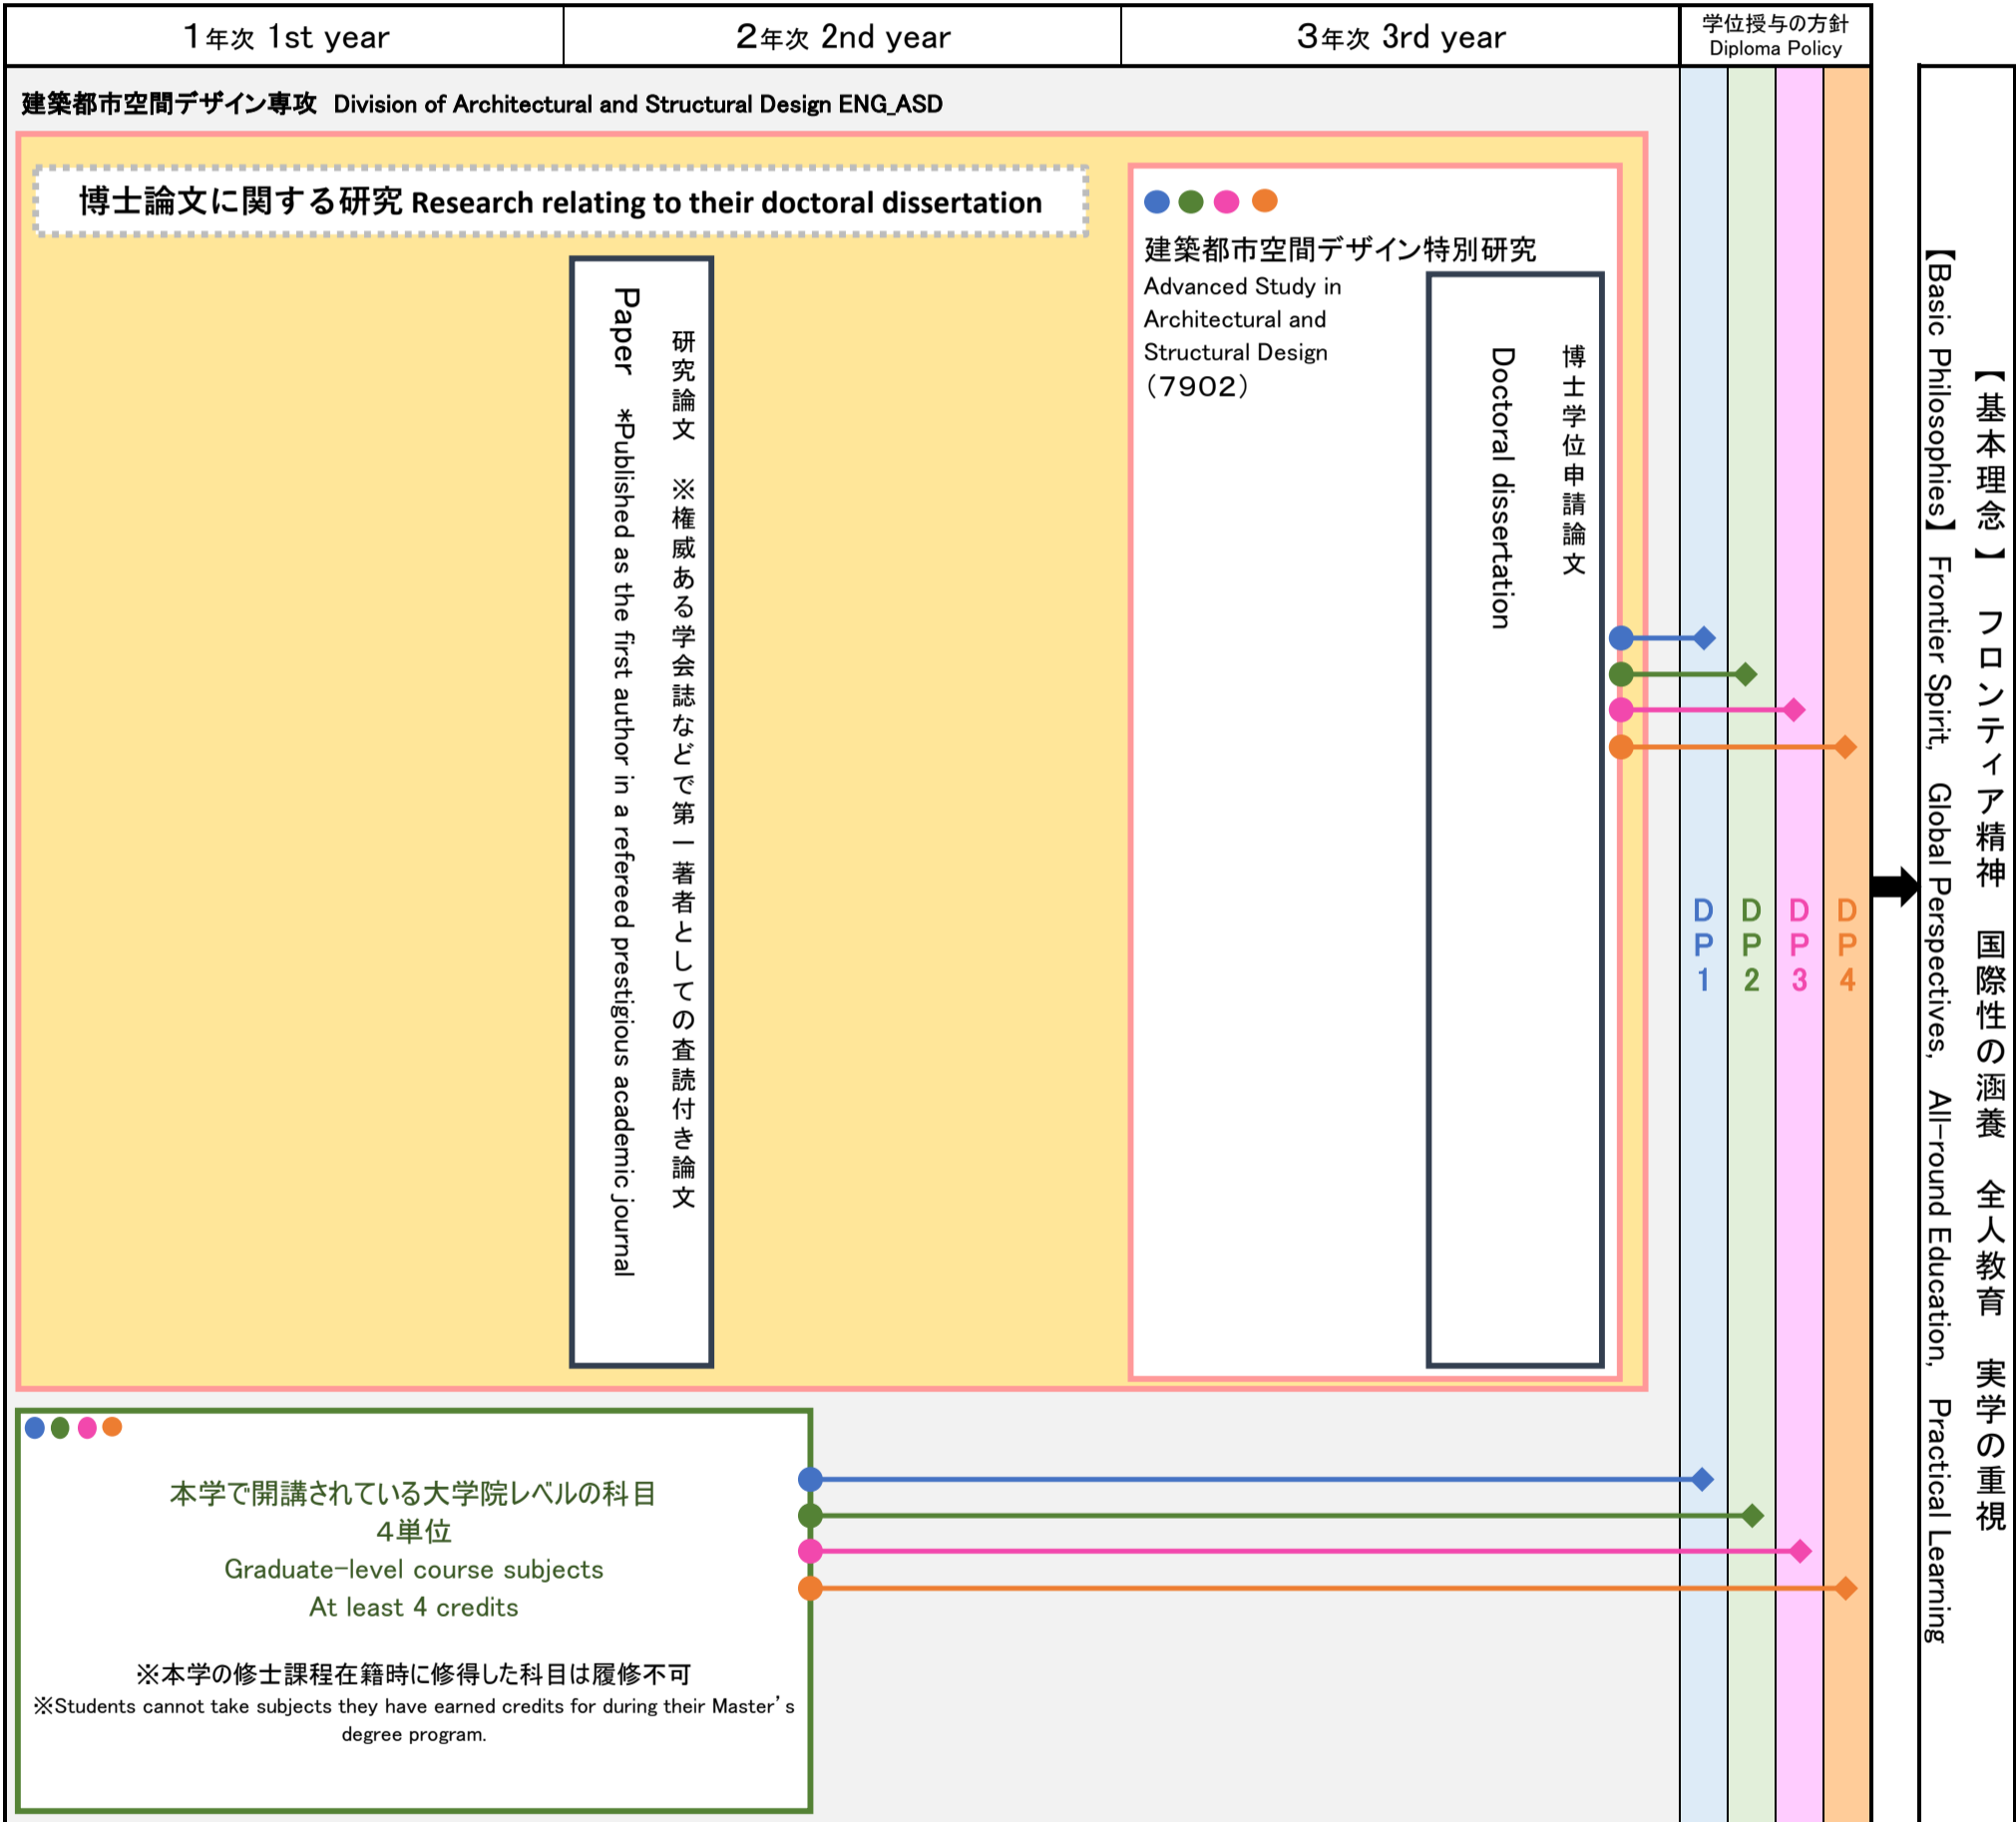 1年次 1st year
2年次 2nd year
3年次 3rd year
学位授与の方針
Diploma Policy
建築都市空間デザイン専攻 Division of Architectural and Structural Design ENG_ASD
博士論文に関する研究 Research relating to their doctoral dissertation
研究論文 ※権威ある学会誌などで第一著者としての査読付き論文
Paper *Published as the first author in a refereed prestigious academic journal
建築都市空間デザイン特別研究
Advanced Study in
Architectural and
Structural Design
（7902）
博士学位申請論文
Doctoral dissertation
DP1
DP2
DP3
DP4
【基本理念】 フロンティア精神 国際性の涵養 全人教育 実学の重視
【Basic Philosophies】 Frontier Spirit, Global Perspectives, All-round Education, Practical Learning
本学で開講されている大学院レベルの科目
4単位
Graduate-level course subjects
At least 4 credits
※本学の修士課程在籍時に修得した科目は履修不可
※Students cannot take subjects they have earned credits for during their Master's
degree program.